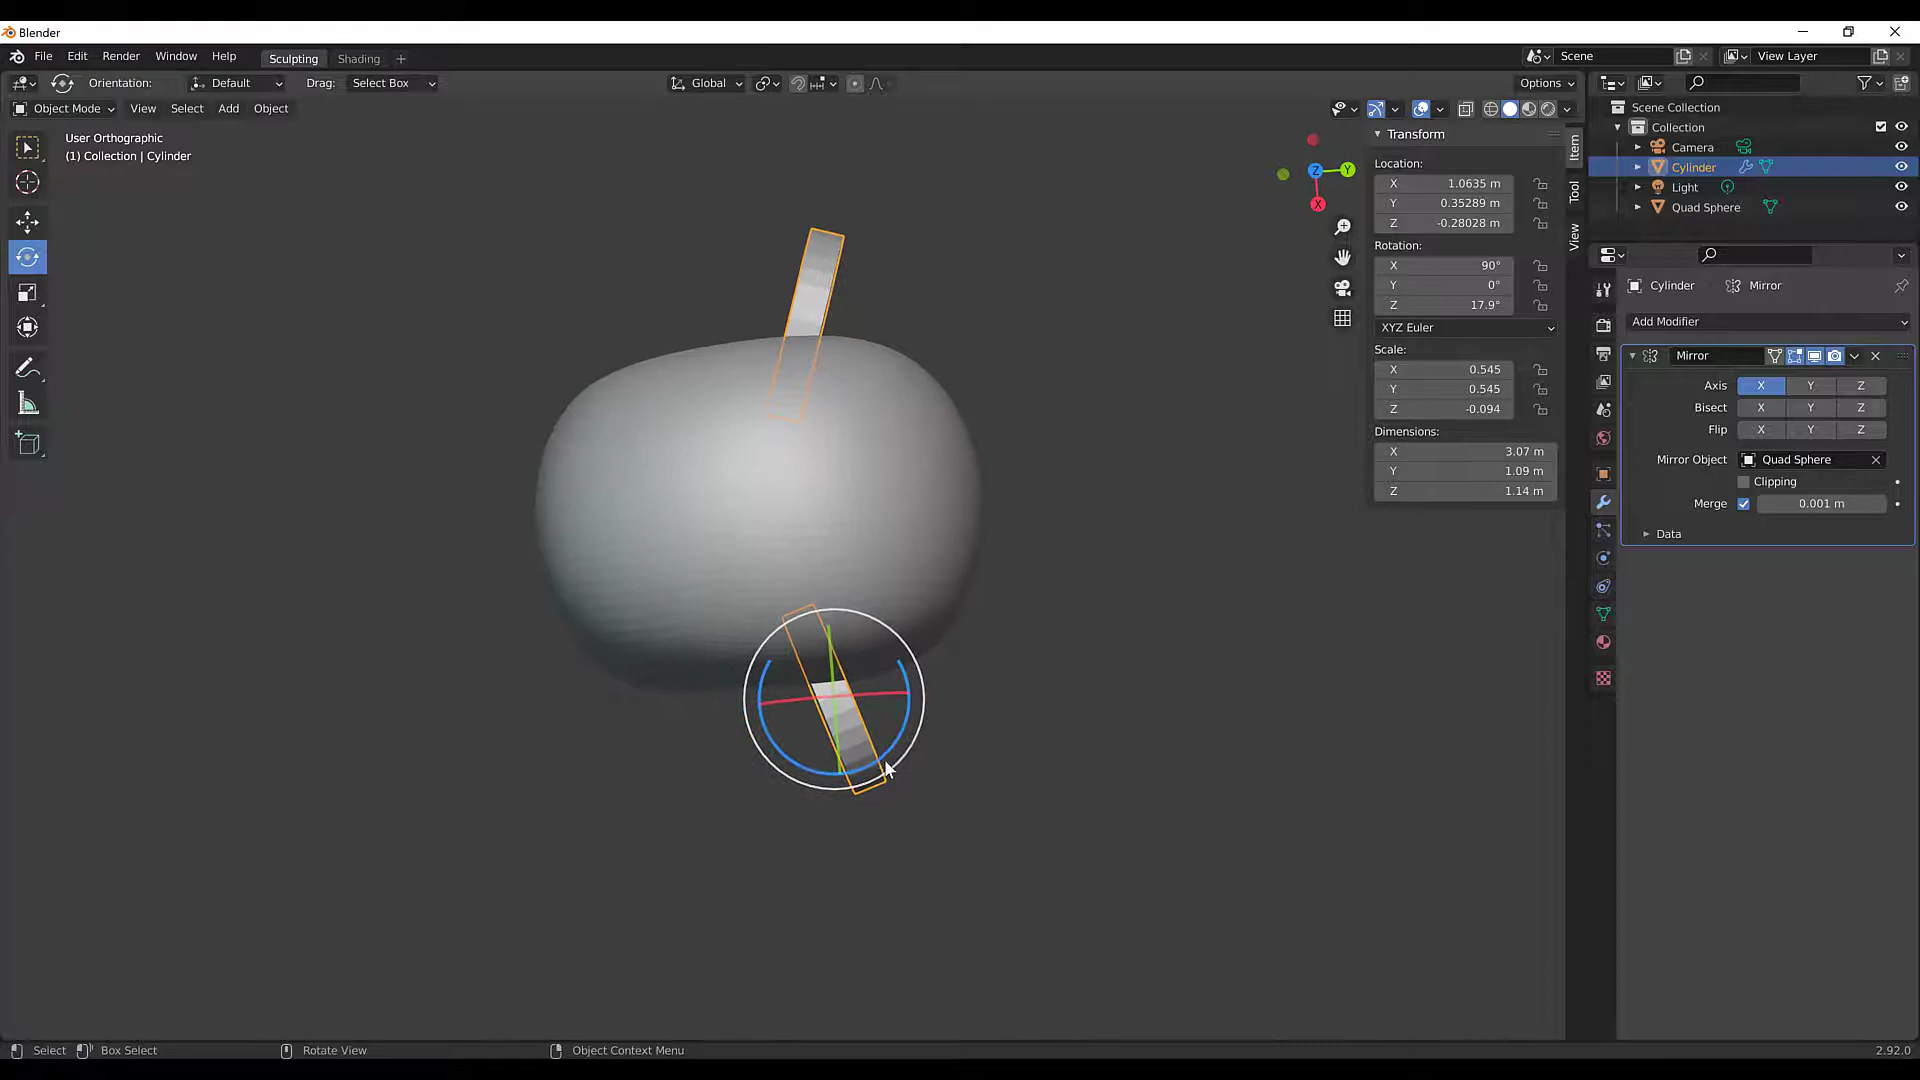 Blender
File Edit Render Window Help Sculpting Shading + Scene View Layer
Orientation: Default Drag: Select Box Global Options
Object Mode View Select Add Object
User Orthographic
(1) Collection | Cylinder
Z Y X
Transform
Location:
X 1.0635 m
Y 0.35289 m
Z -0.28028 m
Rotation:
X 90°
Y 0°
Z 17.9°
XYZ Euler
Scale:
X 0.545
Y 0.545
Z -0.094
Dimensions:
X 3.07 m
Y 1.09 m
Z 1.14 m
Item
Tool
View
Scene Collection
Collection
Camera
Cylinder
Light
Quad Sphere
Cylinder Mirror
Add Modifier
Mirror
Axis X Y Z
Bisect X Y Z
Flip X Y Z
Mirror Object Quad Sphere
Clipping
Merge 0.001 m
Data
Select Box Select Rotate View Object Context Menu 2.92.0